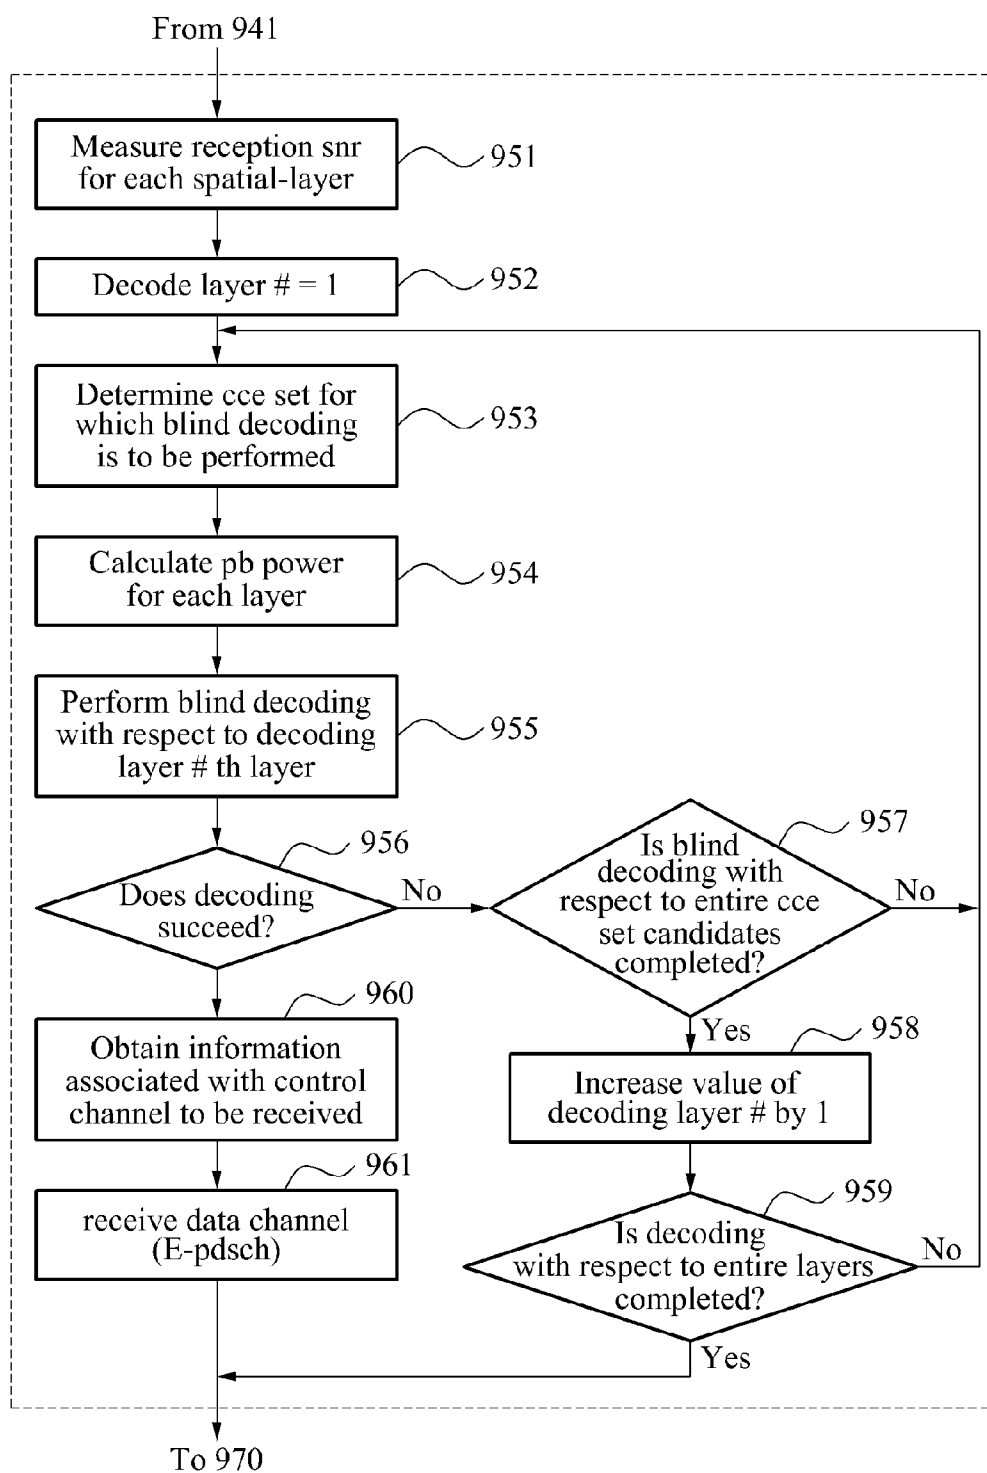 From 941
Measure reception snr
for each spatial-layer
951
Decode layer # = 1
952
Determine cce set for
which blind decoding
is to be performed
953
Calculate pb power
for each layer
954
Perform blind decoding
with respect to decoding
layer # th layer
955
Does decoding
succeed?
956
No
Is blind
decoding with
respect to entire cce
set candidates
completed?
957
No
Yes
Obtain information
associated with control
channel to be received
960
Increase value of
decoding layer # by 1
958
receive data channel
(E-pdsch)
961
Is decoding
with respect to entire layers
completed?
959
No
Yes
To 970